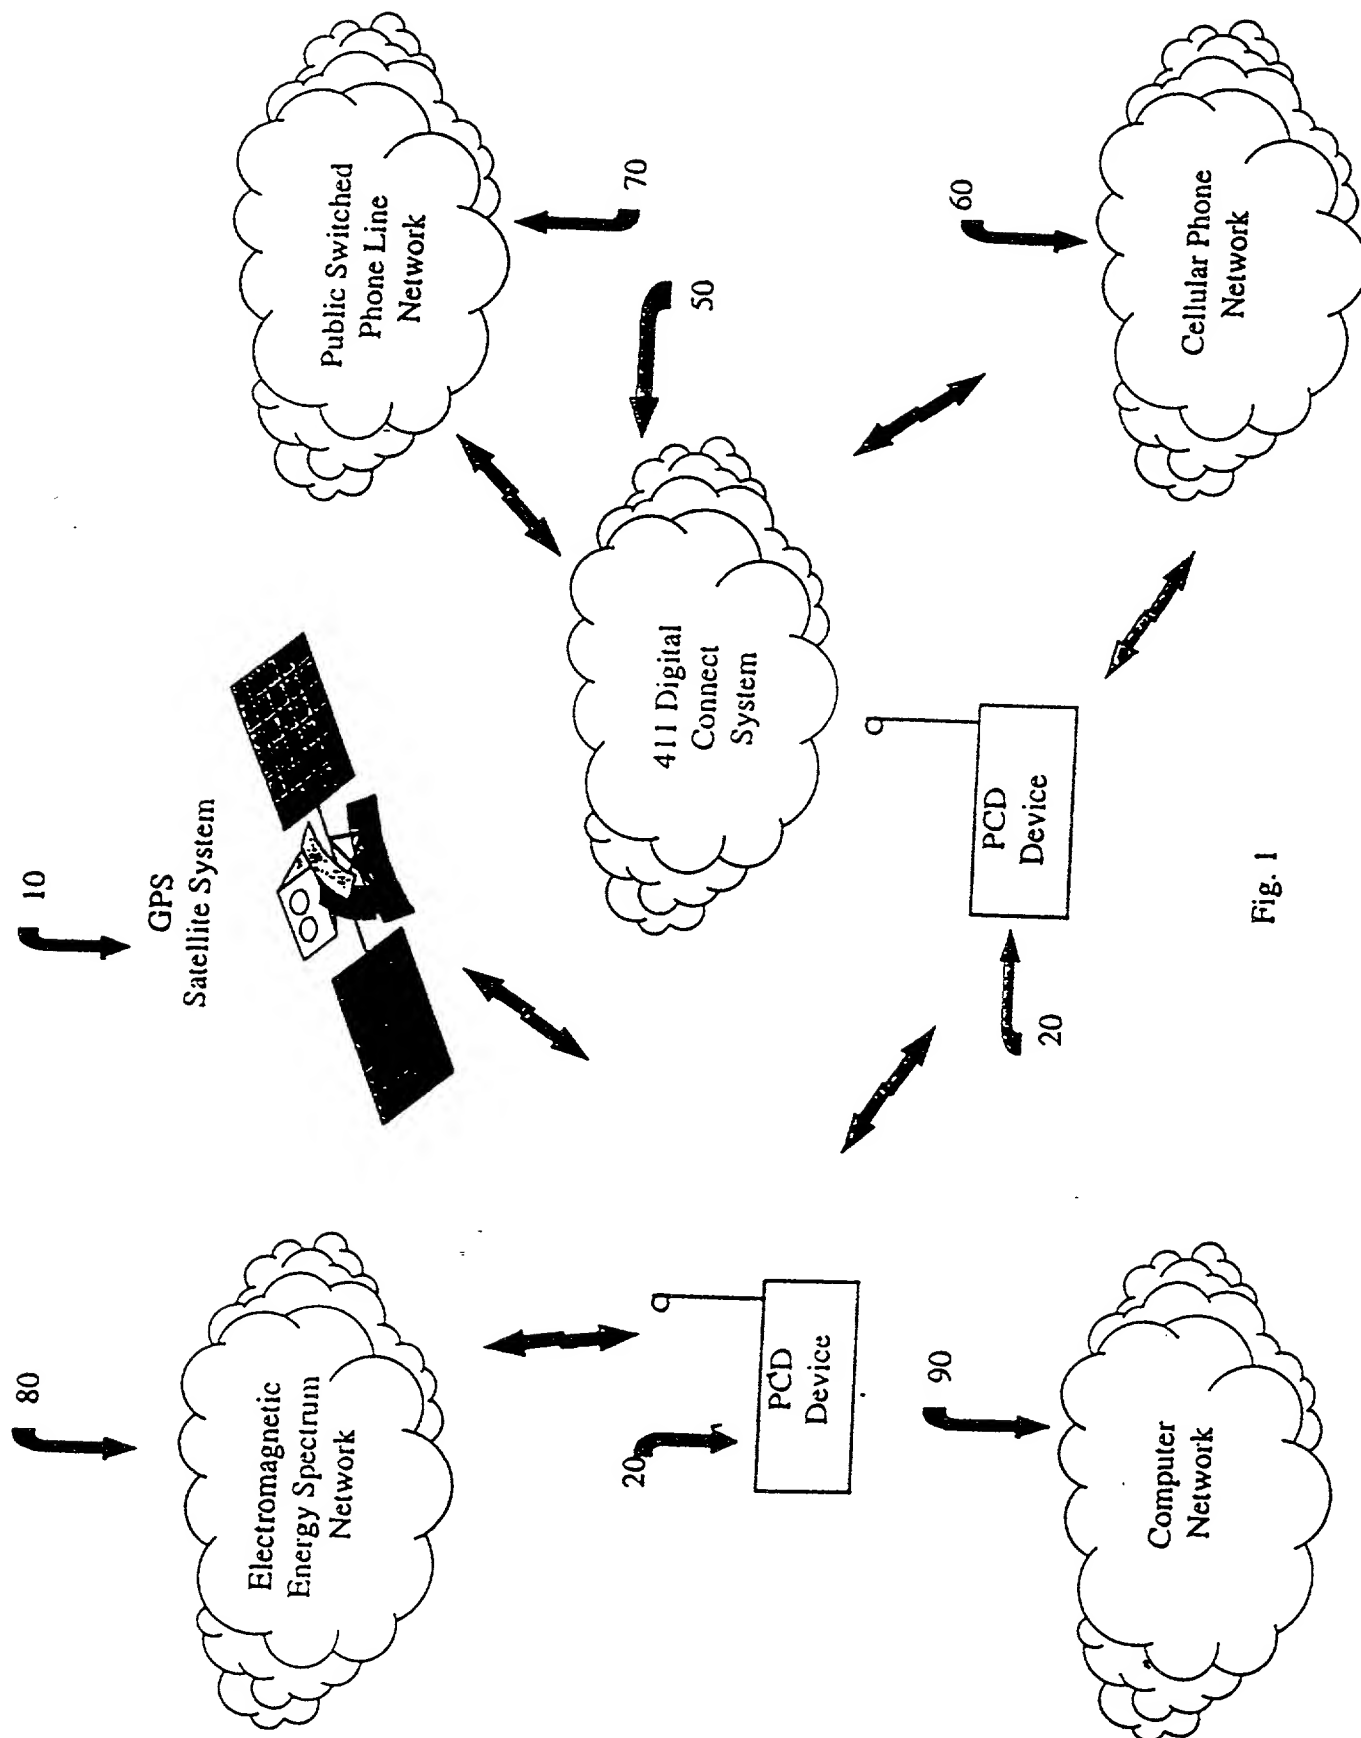 80
Electromagnetic
Energy Spectrum
Network
10
GPS
Satellite System
Public Switched
Phone Line
Network
70
50
411 Digital
Connect
System
20
PCD
Device
PCD
Device
20
60
Cellular Phone
Network
90
Computer
Network
Fig. 1